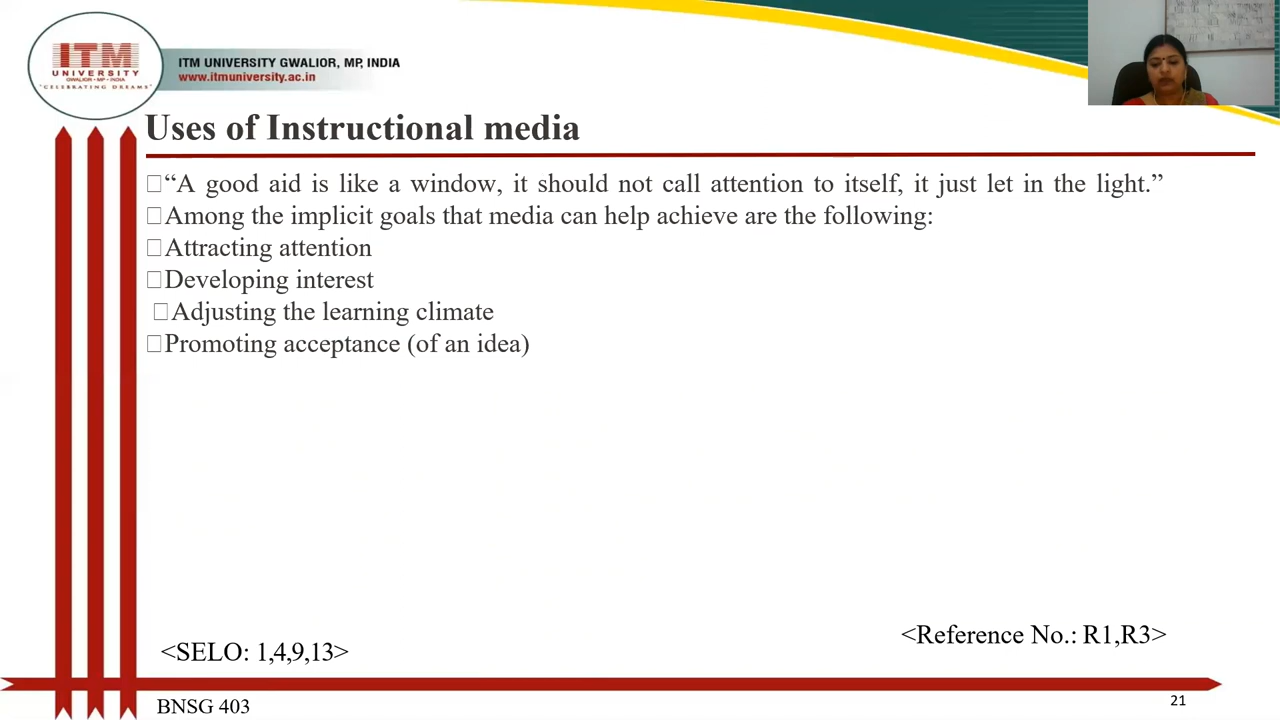 ITM
UNIVERSITY
GWALIOR • MP • INDIA
"CELEBRATING DREAMS"
ITM UNIVERSITY GWALIOR, MP, INDIA
www.itmuniversity.ac.in
Uses of Instructional media
□“A good aid is like a window, it should not call attention to itself, it just let in the light.”
□Among the implicit goals that media can help achieve are the following:
□Attracting attention
□Developing interest
□Adjusting the learning climate
□Promoting acceptance (of an idea)
<SELO: 1,4,9,13>
<Reference No.: R1,R3>
BNSG 403
21